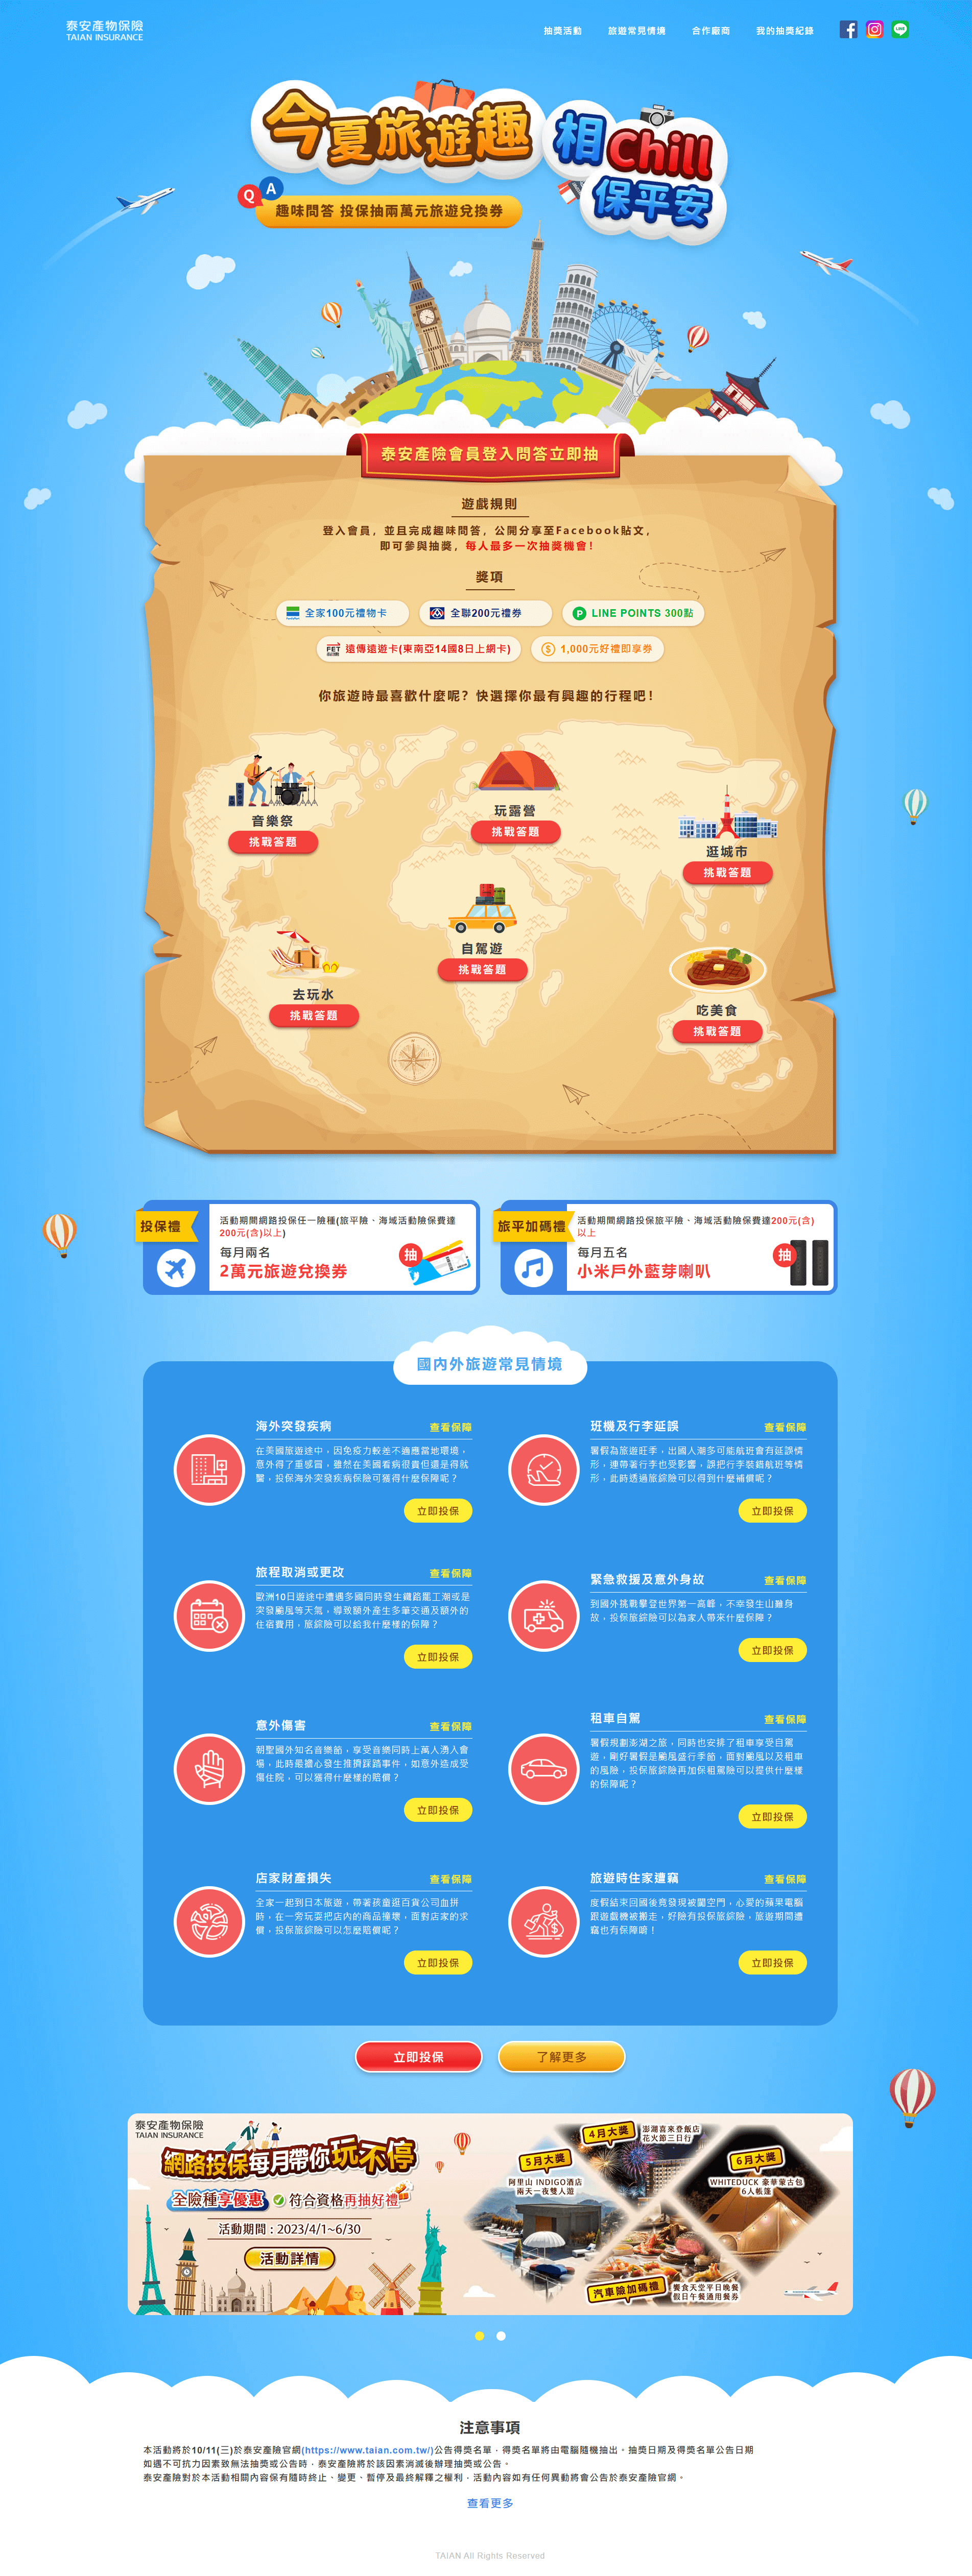 泰安產物保險
TAIAN INSURANCE
抽獎活動
旅遊常見情境
合作廠商
我的抽獎紀錄
今夏旅遊趣
相Chill
保平安
Q A
趣味問答 投保抽兩萬元旅遊兌換券
泰安產險會員登入問答立即抽
遊戲規則
登入會員，並且完成趣味問答，公開分享至Facebook貼文，
即可參與抽獎，每人最多一次抽獎機會！
獎項
全家100元禮物卡
全聯200元禮券
LINE POINTS 300點
遠傳遠遊卡(東南亞14國8日上網卡)
1,000元好禮即享券
你旅遊時最喜歡什麼呢？快選擇你最有興趣的行程吧！
音樂祭
挑戰答題
玩露營
挑戰答題
逛城市
挑戰答題
自駕遊
挑戰答題
去玩水
挑戰答題
吃美食
挑戰答題
投保禮
活動期間網路投保任一險種(旅平險、海域活動險保費達
200元(含)以上)
每月兩名
2萬元旅遊兌換券
抽
旅平加碼禮
活動期間網路投保旅平險、海域活動險保費達200元(含)
以上
每月五名
小米戶外藍芽喇叭
抽
國內外旅遊常見情境
海外突發疾病
查看保障
在美國旅遊途中，因免疫力較差不適應當地環境，
意外得了重感冒，雖然在美國看病很貴但還是得就
醫，投保海外突發疾病保險可獲得什麼保障呢？
立即投保
班機及行李延誤
查看保障
暑假為旅遊旺季，出國人潮多可能航班會有延誤情
形，連帶著行李也受影響，誤把行李裝錯航班等情
形，此時透過旅綜險可以得到什麼補償呢？
立即投保
旅程取消或更改
查看保障
歐洲10日遊途中遭遇多國同時發生鐵路罷工潮或是
突發颱風等天氣，導致額外產生多筆交通及額外的
住宿費用，旅綜險可以給我什麼樣的保障？
立即投保
緊急救援及意外身故
查看保障
到國外挑戰攀登世界第一高峰，不幸發生山難身
故，投保旅綜險可以為家人帶來什麼保障？
立即投保
意外傷害
查看保障
朝聖國外知名音樂節，享受音樂同時上萬人湧入會
場，此時最擔心發生推擠踩踏事件，如意外造成受
傷住院，可以獲得什麼樣的賠償？
立即投保
租車自駕
查看保障
暑假規劃澎湖之旅，同時也安排了租車享受自駕
遊，剛好暑假是颱風盛行季節，面對颱風以及租車
的風險，投保旅綜險再加保租駕險可以提供什麼樣
的保障呢？
立即投保
店家財產損失
查看保障
全家一起到日本旅遊，帶著孩童逛百貨公司血拼
時，在一旁玩耍把店內的商品撞壞，面對店家的求
償，投保旅綜險可以怎麼賠償呢？
立即投保
旅遊時住家遭竊
查看保障
度假結束回國後竟發現被闖空門，心愛的蘋果電腦
跟遊戲機被搬走，好險有投保旅綜險，旅遊期間遭
竊也有保障唷！
立即投保
立即投保
了解更多
泰安產物保險
TAIAN INSURANCE
網路投保每月帶你玩不停
全險種享優惠 符合資格再抽好禮
活動期間：2023/4/1~6/30
活動詳情
4月大獎
澎湖喜來登飯店
花火節三日行
5月大獎
阿里山 INDIGO酒店
兩天一夜雙人遊
6月大獎
WHITEDUCK 豪華蒙古包
6人帳篷
汽車險加碼禮
饗食天堂平日晚餐
假日午餐通用餐券
注意事項
本活動將於10/11(三)於泰安產險官網(https://www.taian.com.tw/)公告得獎名單，得獎名單將由電腦隨機抽出。抽獎日期及得獎名單公告日期
如遇不可抗力因素致無法抽獎或公告時，泰安產險將於該因素消滅後辦理抽獎或公告。
泰安產險對於本活動相關內容保有隨時終止、變更、暫停及最終解釋之權利，活動內容如有任何異動將會公告於泰安產險官網。
查看更多
TAIAN All Rights Reserved